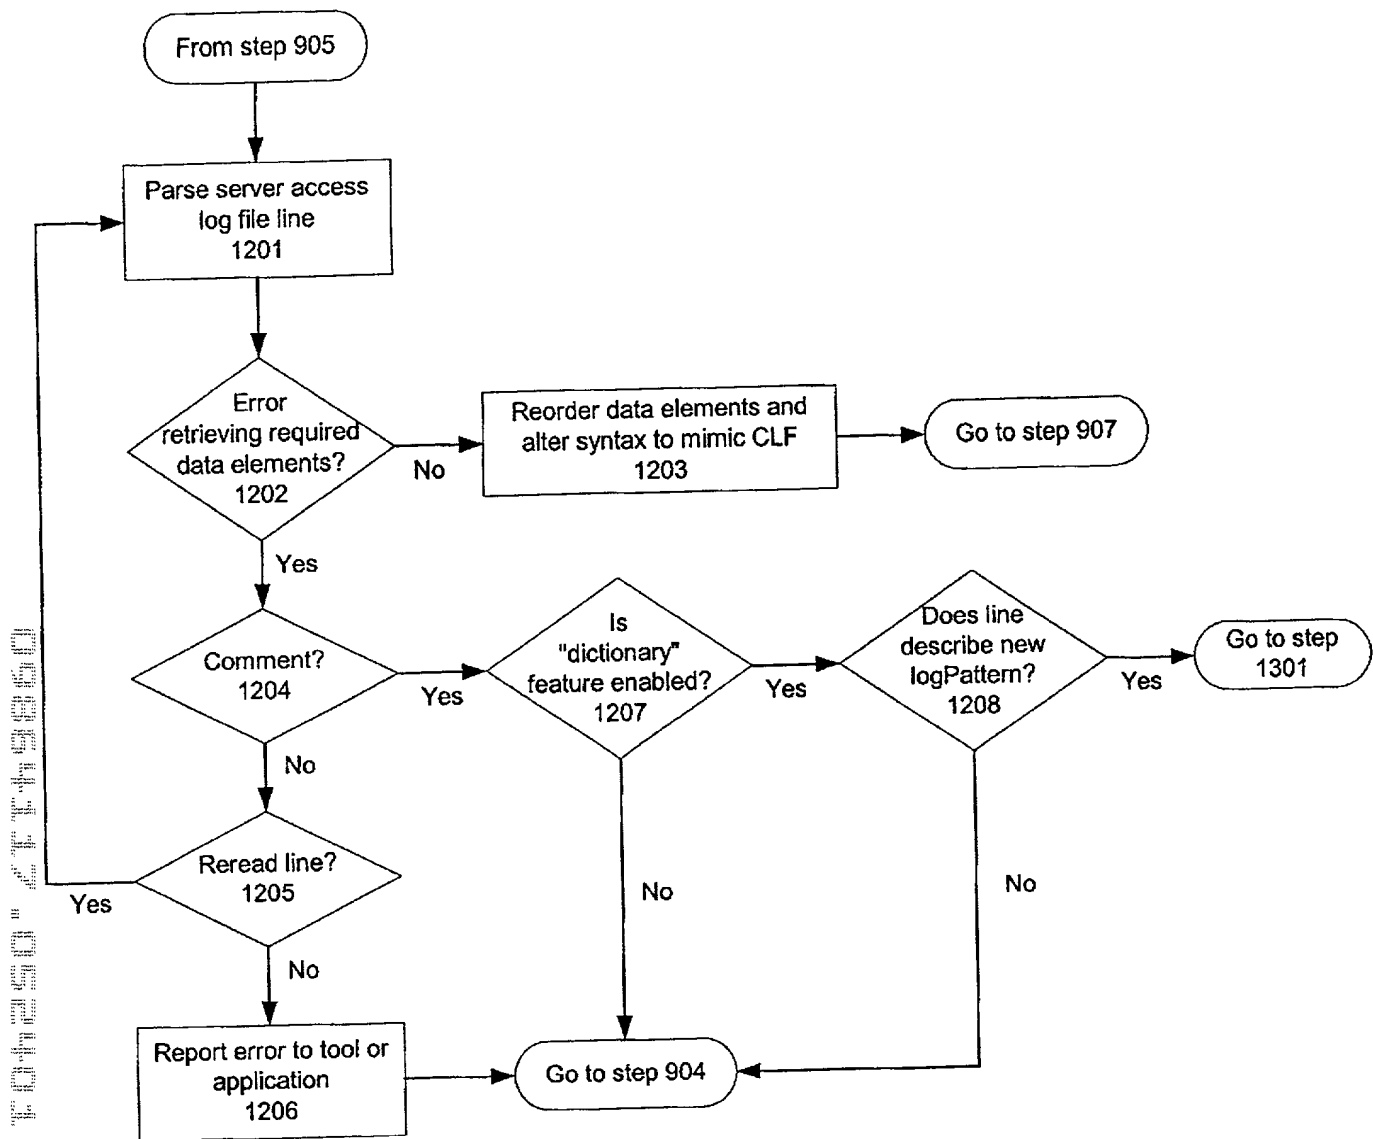 From step 905
Parse server access
log file line
1201
Error
retrieving required
data elements?
1202
No
Reorder data elements and
alter syntax to mimic CLF
1203
Go to step 907
Yes
Comment?
1204
Yes
Is
"dictionary"
feature enabled?
1207
Yes
Does line
describe new
logPattern?
1208
Yes
Go to step
1301
No
Reread line?
1205
Yes
No
No
No
Report error to tool or
application
1206
Go to step 904